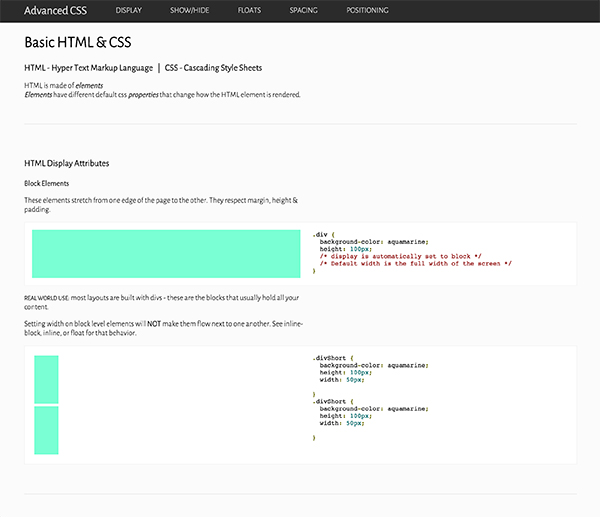 Advanced CSS DISPLAY SHOW/HIDE FLOATS SPACING POSITIONING
Basic HTML & CSS
HTML - Hyper Text Markup Language | CSS - Cascading Style Sheets
HTML is made of elements
Elements have different default css properties that change how the HTML element is rendered.
HTML Display Attributes
Block Elements
These elements stretch from one edge of the page to the other. They respect margin, height &
padding.
.div {
background-color: aquamarine;
height: 100px;
/* display is automatically set to block */
/* Default width is the full width of the screen */
}
REAL WORLD USE: most layouts are built with divs - these are the blocks that usually hold all your
content.
Setting width on block level elements will NOT make them flow next to one another. See inline-
block, inline, or float for that behavior.
.divShort {
background-color: aquamarine;
height: 100px;
width: 50px;
}
.divShort {
background-color: aquamarine;
height: 100px;
width: 50px;
}